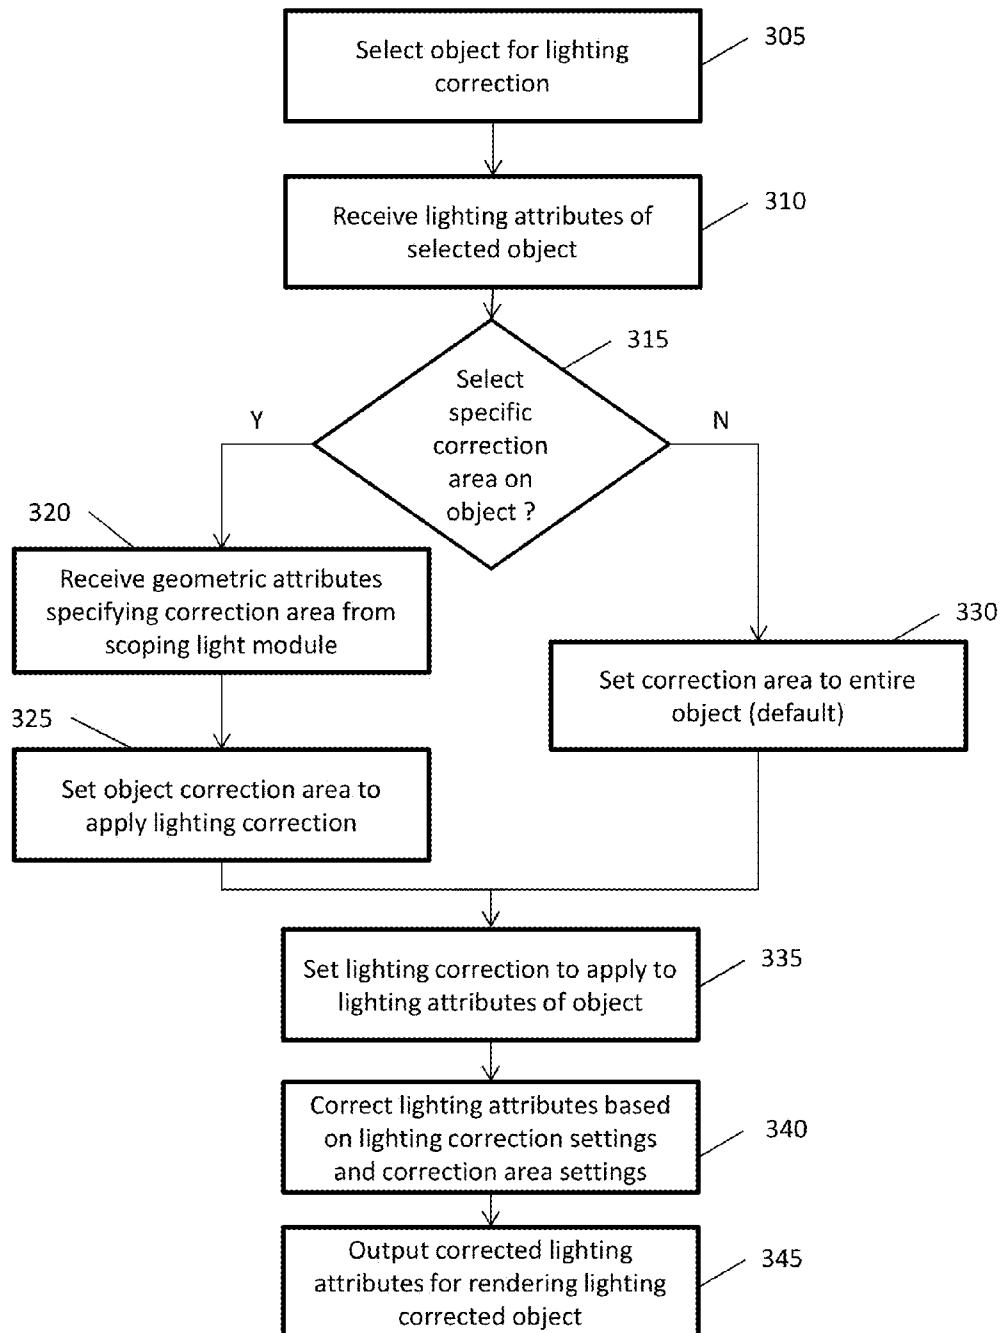 Select object for lighting
correction
305
Receive lighting attributes of
selected object
310
Select
specific
correction
area on
object ?
315
Y
N
320
Receive geometric attributes
specifying correction area from
scoping light module
330
Set correction area to entire
object (default)
325
Set object correction area to
apply lighting correction
Set lighting correction to apply to
lighting attributes of object
335
Correct lighting attributes based
on lighting correction settings
and correction area settings
340
Output corrected lighting
attributes for rendering lighting
corrected object
345